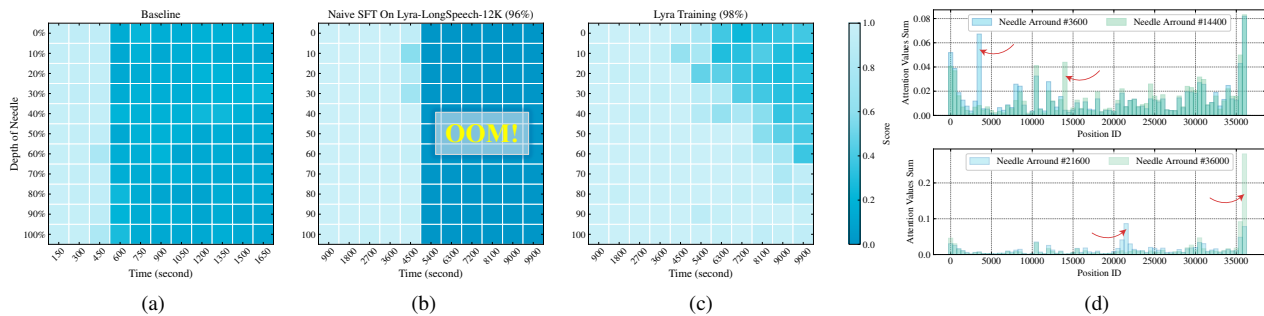 Baseline
Depth of Needle
0%
10%
20%
30%
40%
50%
60%
70%
80%
90%
100%
150 300 450 600 750 900 1050 1200 1350 1500 1650
Time (second)
(a)
Naive SFT On Lyra-LongSpeech-12K (96%)
0
10
20
30
40
50
60
70
80
90
100
OOM!
900 1800 2700 3600 4500 5400 6300 7200 8100 9000 9900
Time (second)
(b)
Lyra Training (98%)
0
10
20
30
40
50
60
70
80
90
100
900 1800 2700 3600 4500 5400 6300 7200 8100 9000 9900
Time (second)
(c)
1.0
0.8
0.6
0.4
0.2
0.0
Score
Needle Arround #3600 Needle Arround #14400
Attention Values Sum
0.08
0.06
0.04
0.02
0.00
0 5000 10000 15000 20000 25000 30000 35000
Position ID
Needle Arround #21600 Needle Arround #36000
Attention Values Sum
0.2
0.1
0.0
0 5000 10000 15000 20000 25000 30000 35000
Position ID
(d)